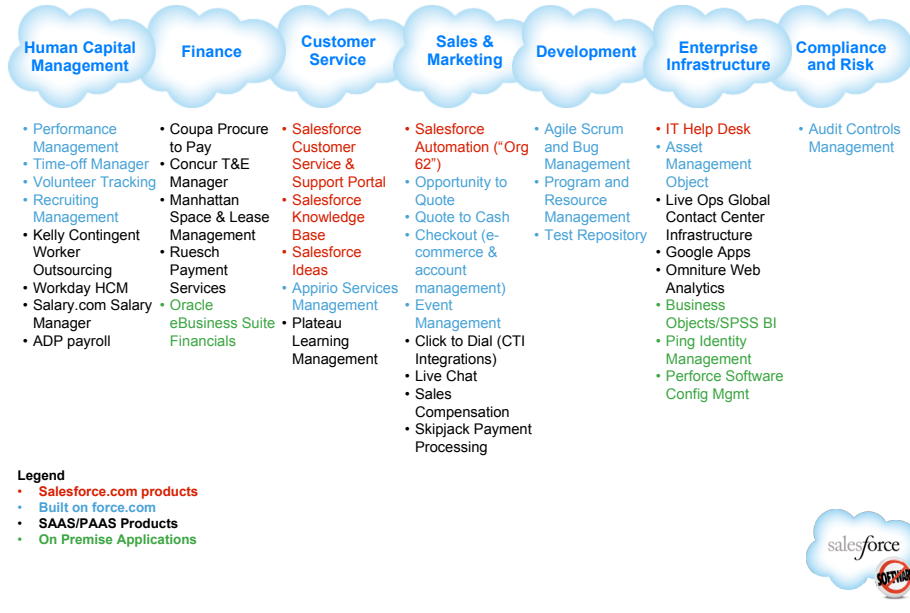 Human Capital
Management
Finance
Customer
Service
Sales &
Marketing
Development
Enterprise
Infrastructure
Compliance
and Risk
• Performance
Management
• Time-off Manager
• Volunteer Tracking
• Recruiting
Management
• Kelly Contingent
Worker
Outsourcing
• Workday HCM
• Salary.com Salary
Manager
• ADP payroll
• Coupa Procure
to Pay
• Concur T&E
Manager
• Manhattan
Space & Lease
Management
• Ruesch
Payment
Services
• Oracle
eBusiness Suite
Financials
• Salesforce
Customer
Service &
Support Portal
• Salesforce
Knowledge
Base
• Salesforce
Ideas
• Appirio Services
Management
• Plateau
Learning
Management
• Salesforce
Automation (“Org
62”)
• Opportunity to
Quote
• Quote to Cash
• Checkout (e-
commerce &
account
management)
• Event
Management
• Click to Dial (CTI
Integrations)
• Live Chat
• Sales
Compensation
• Skipjack Payment
Processing
• Agile Scrum
and Bug
Management
• Program and
Resource
Management
• Test Repository
• IT Help Desk
• Asset
Management
Object
• Live Ops Global
Contact Center
Infrastructure
• Google Apps
• Omniture Web
Analytics
• Business
Objects/SPSS BI
• Ping Identity
Management
• Perforce Software
Config Mgmt
• Audit Controls
Management
Legend
• Salesforce.com products
• Built on force.com
• SAAS/PAAS Products
• On Premise Applications
salesforce
SOFTWAR